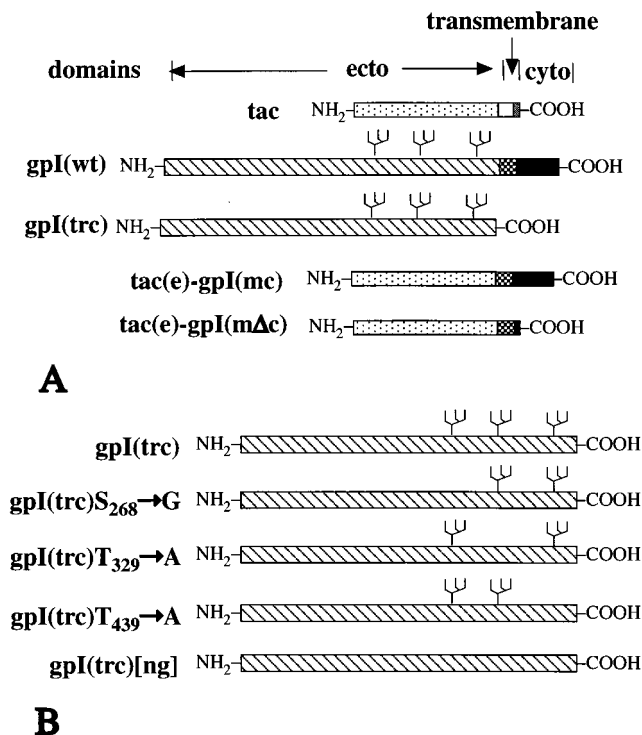 transmembrane
domains ecto cyto
tac NH₂ COOH
gpI(wt) NH₂ COOH
gpI(trc) NH₂ COOH
tac(e)-gpI(mc) NH₂ COOH
tac(e)-gpI(mΔc) NH₂ COOH
A
gpI(trc) NH₂ COOH
gpI(trc)S₂₆₈→G NH₂ COOH
gpI(trc)T₃₂₉→A NH₂ COOH
gpI(trc)T₄₃₉→A NH₂ COOH
gpI(trc)[ng] NH₂ COOH
B